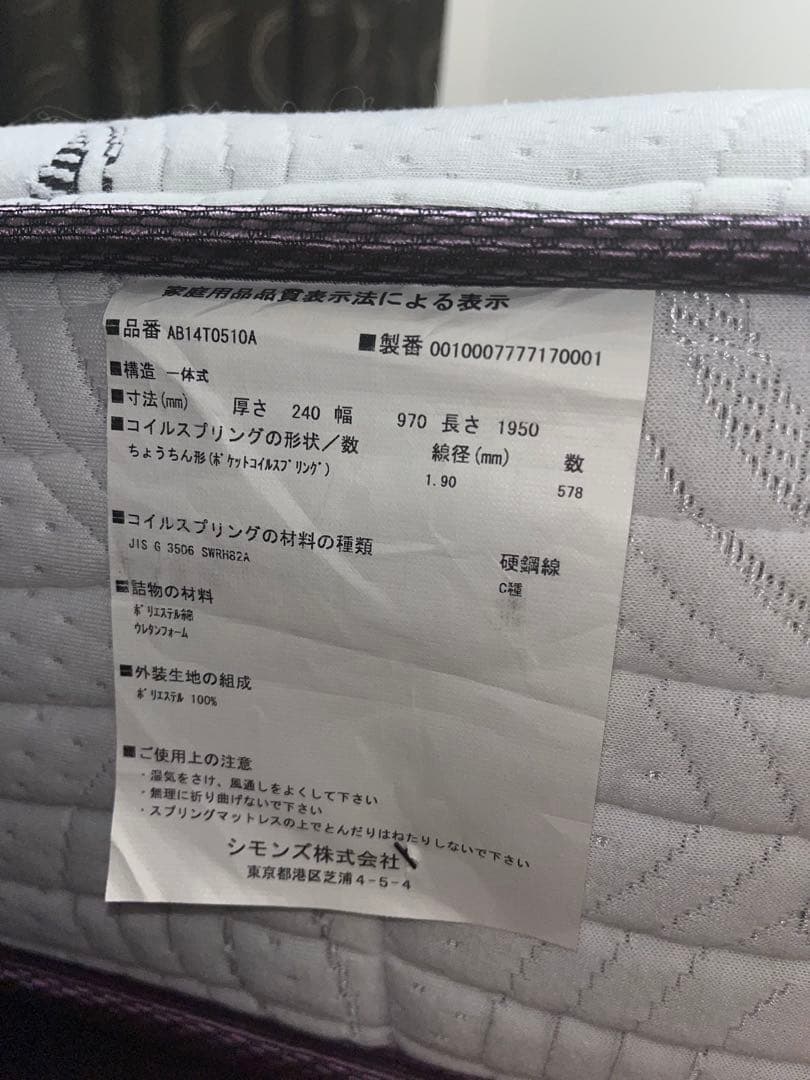 家庭用品品質表示法による表示
■品番 AB14T0510A ■製番 0010007777170001
■構造 一体式
■寸法(mm) 厚さ 240 幅 970 長さ 1950
■コイルスプリングの形状／数 線径(mm) 数
ちょうちん形(ﾎﾟｹｯﾄｺｲﾙｽﾌﾟﾘﾝｸﾞ) 1.90 578
■コイルスプリングの材料の種類 硬鋼線
JIS G 3506 SWRH82A C種
■詰物の材料
ﾎﾟﾘｴｽﾃﾙ綿
ｳﾚﾀﾝﾌｫｰﾑ
■外装生地の組成
ﾎﾟﾘｴｽﾃﾙ 100%
■ご使用上の注意
・湿気をさけ、風通しをよくして下さい
・無理に折り曲げないで下さい
・スプリングマットレスの上でとんだりはねたりしないで下さい
シモンズ株式会社
東京都港区芝浦4-5-4